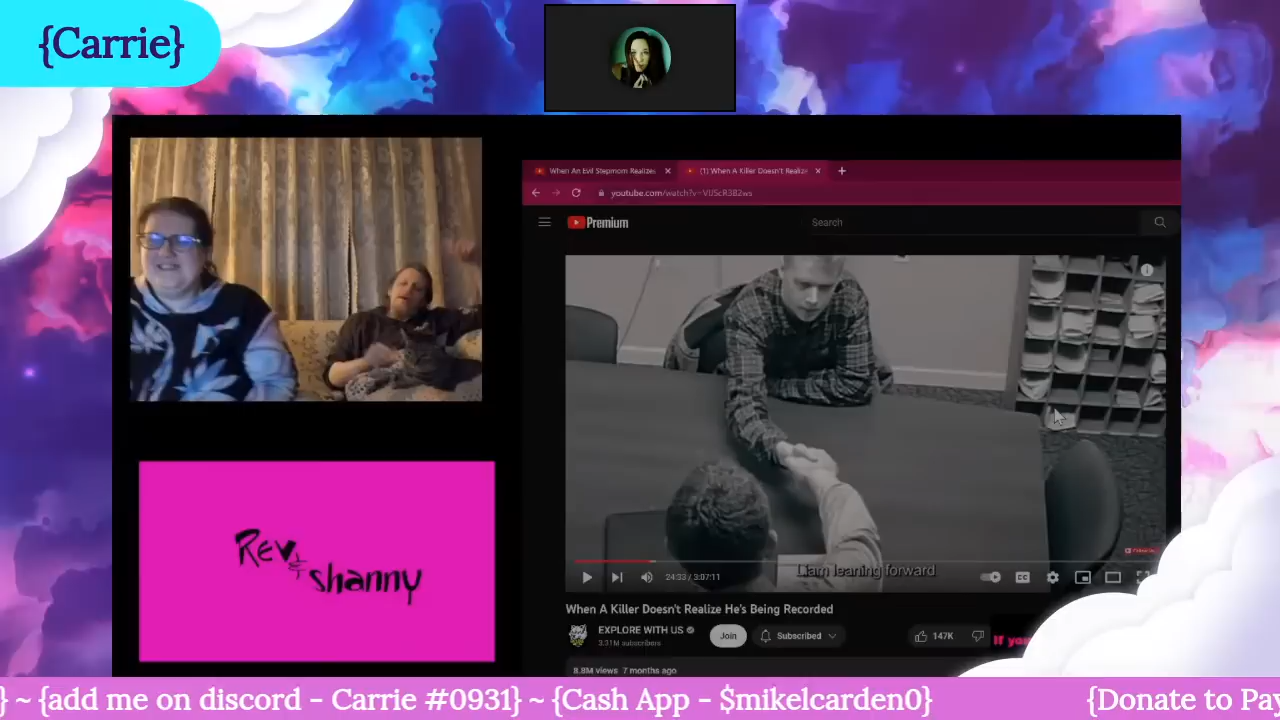 {Carrie}
When An Evil Stepmom Realizes
(1) When A Killer Doesn't Realize
youtube.com/watch?v=VUScR3B2ws
Premium
Search
Rev & shanny
Liam leaning forward
24:33 / 3:07:11
When A Killer Doesn't Realize He's Being Recorded
EXPLORE WITH US
3.31M subscribers
Join
Subscribed
147K
If you
8.8M views 7 months ago
} ~ {add me on discord - Carrie #0931} ~ {Cash App - $mikelcarden0}
{Donate to Pay